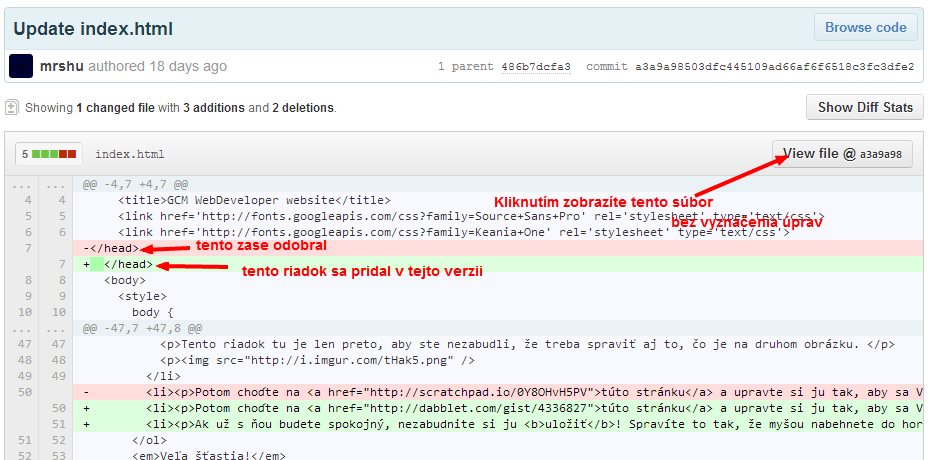 Update index.html
Browse code
mrshu authored 18 days ago
1 parent 486b7dcfa3 commit a3a9a98503dfc445109ad66af6f6518c3fc3dfe2
Showing 1 changed file with 3 additions and 2 deletions.
Show Diff Stats
5 index.html
View file @ a3a9a98
... ... @@ -4,7 +4,7 @@
4 4 <title>GCM WebDeveloper website</title>
Kliknutím zobrazíte tento súbor
5 5 <link href='http://fonts.googleapis.com/css?family=Source+Sans+Pro' rel='stylesheet' type='text/css'>
bez vyznačenia úprav
6 6 <link href='http://fonts.googleapis.com/css?family=Keania+One' rel='stylesheet' type='text/css'>
7 -</head> tento zase odobral
7 + </head> tento riadok sa pridal v tejto verzii
8 8 <body>
9 9 <style>
10 10 body {
... ... @@ -47,7 +47,8 @@
47 47 <p>Tento riadok tu je len preto, aby ste nezabudli, že treba spraviť aj to, čo je na druhom obrázku. </p>
48 48 <p><img src="http://i.imgur.com/tHak5.png" />
49 49 </li>
50 - <li><p>Potom choďte na <a href="http://scratchpad.io/0Y8OHvH5PV">túto stránku</a> a upravte si ju tak, aby sa V
50 + <li><p>Potom choďte na <a href="http://dabblet.com/gist/4336827">túto stránku</a> a upravte si ju tak, aby sa V
51 + <li><p>Ak už s ňou budete spokojný, nezabudnite si ju <b>uložiť</b>! Spravíte to tak, že myšou nabehnete do hor
51 52 </ol>
52 53 <em>Veľa šťastia!</em>